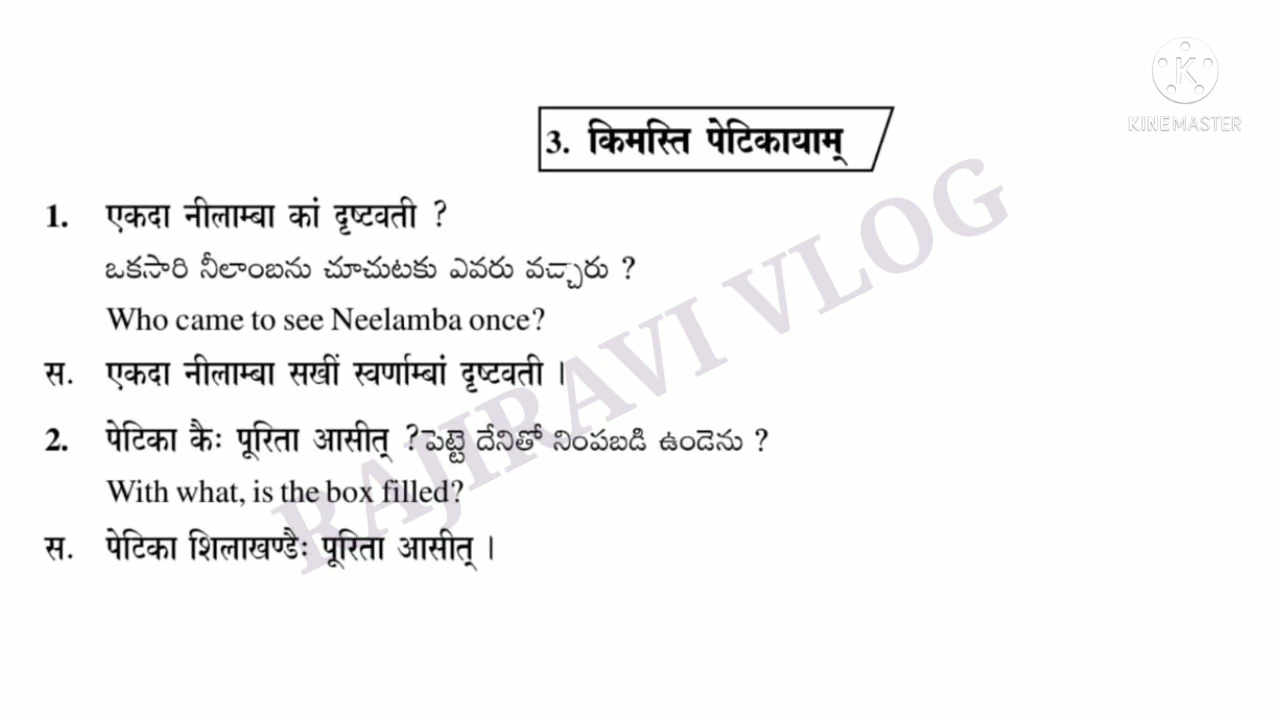 KINEMASTER
3. किमस्ति पेटिकायाम्
1. एकदा नीलाम्बा कां दृष्टवती ?
ఒకసారి నీలాంబను చూచుటకు ఎవరు వచ్చారు ?
Who came to see Neelamba once?
स. एकदा नीलाम्बा सखीं स्वर्णाम्बां दृष्टवती ।
2. पेटिका कैः पूरिता आसीत् ? పెట్టె దేనితో నింపబడి ఉండెను ?
With what, is the box filled?
स. पेटिका शिलाखण्डैः पूरिता आसीत् ।
RAJIRAVI VLOG